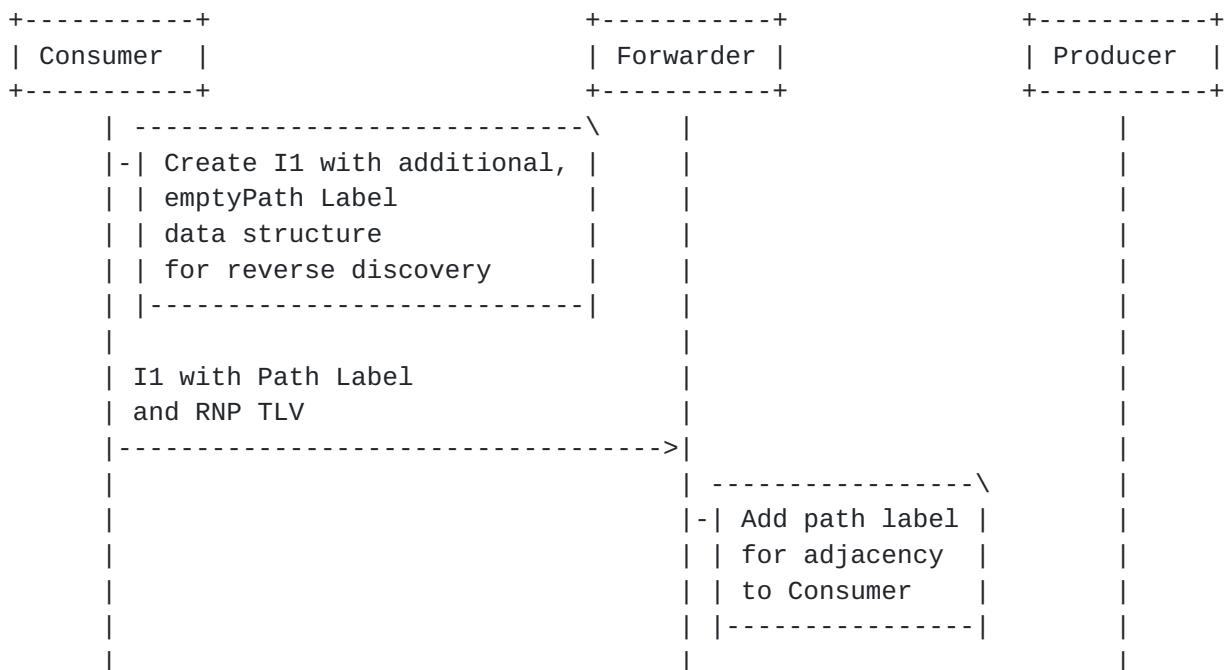 Consumer Forwarder Producer
Create I1 with additional,
emptyPath Label
data structure
for reverse discovery
I1 with Path Label
and RNP TLV
Add path label
for adjacency
to Consumer